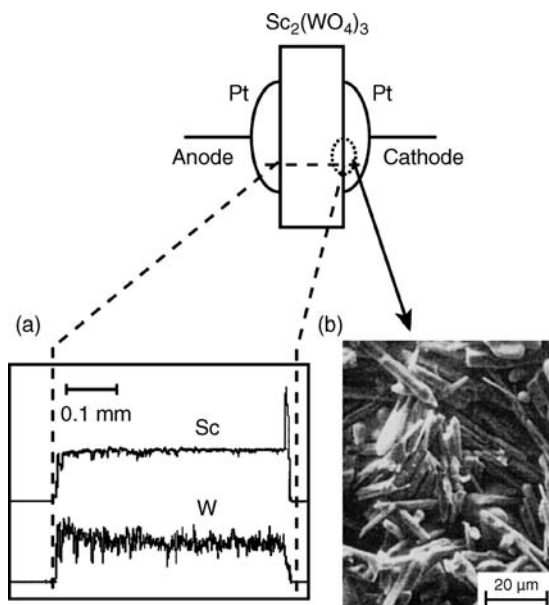 Sc₂(WO₄)₃
Pt Pt
Anode Cathode
(a) (b)
0.1 mm
Sc
W
20 µm